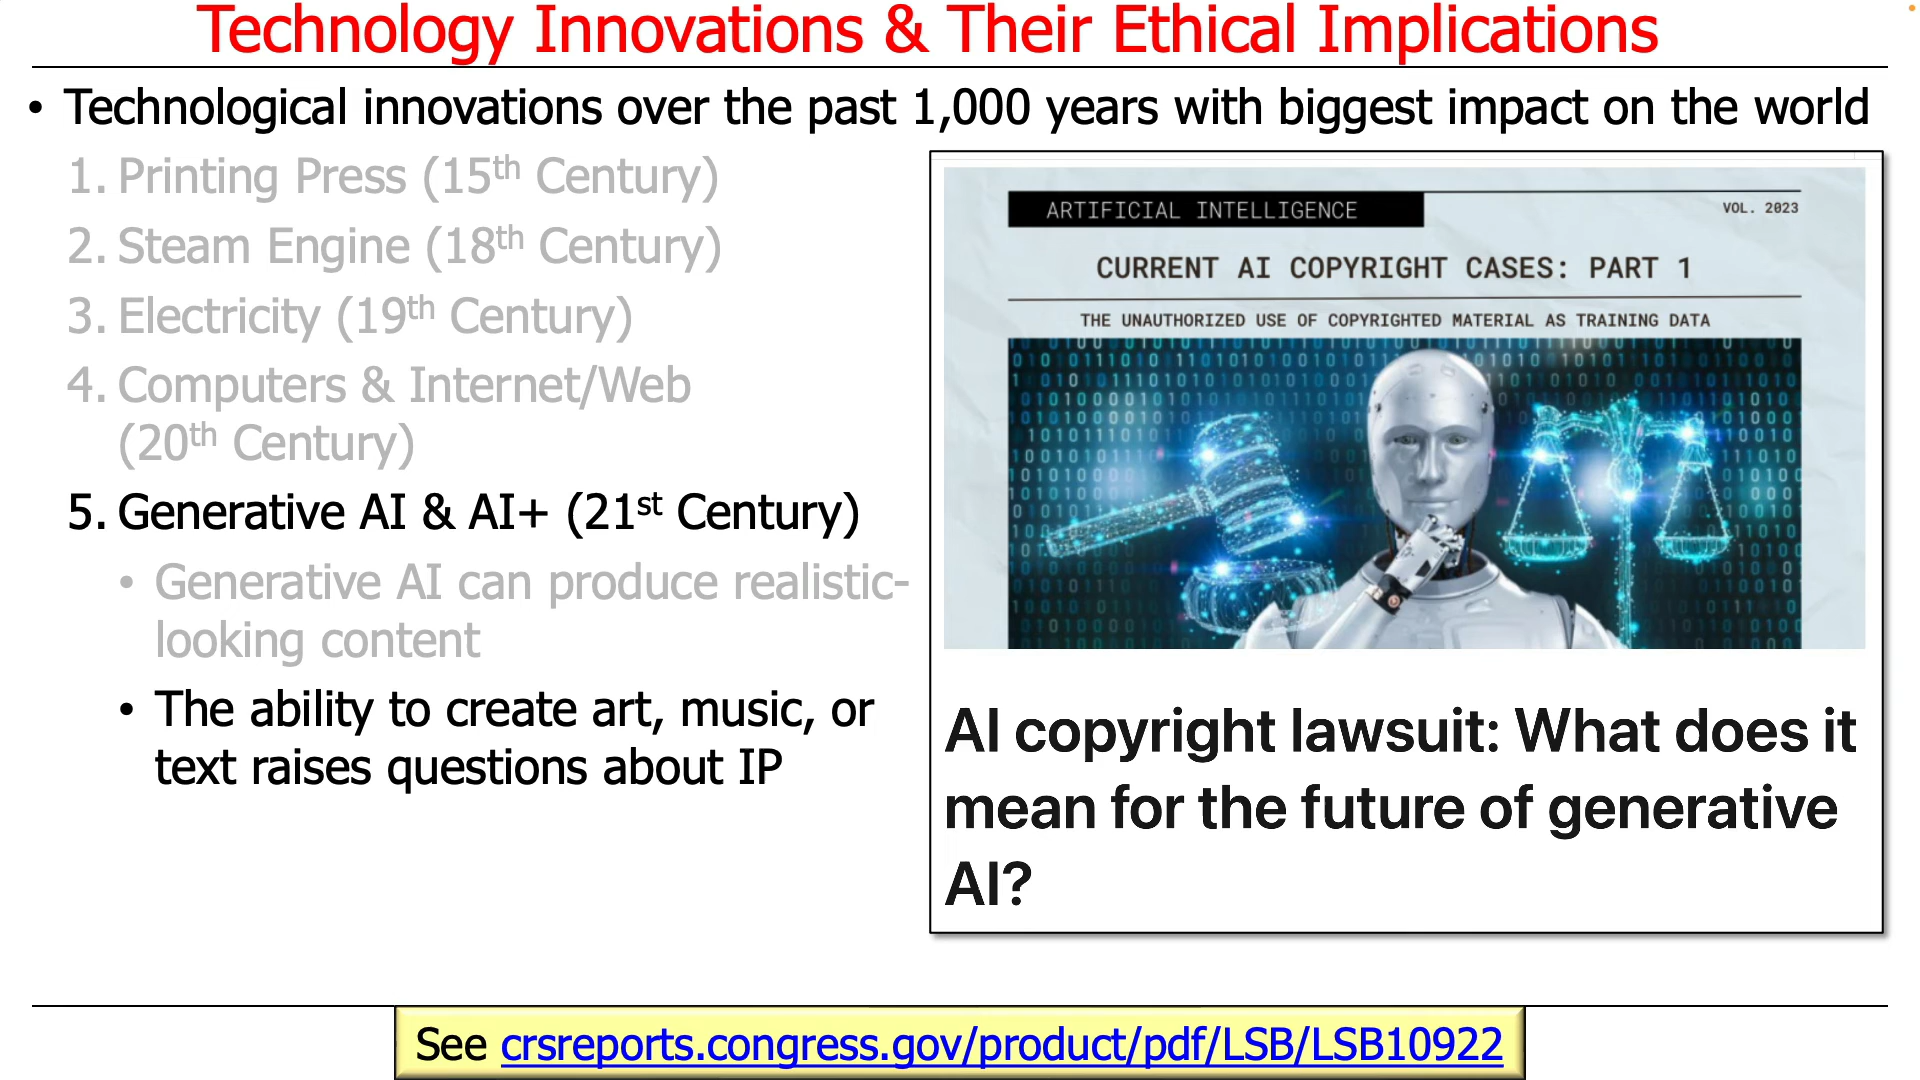 Technology Innovations & Their Ethical Implications
• Technological innovations over the past 1,000 years with biggest impact on the world
1. Printing Press (15th Century)
2. Steam Engine (18th Century)
3. Electricity (19th Century)
4. Computers & Internet/Web
(20th Century)
5. Generative AI & AI+ (21st Century)
• Generative AI can produce realistic-
looking content
• The ability to create art, music, or
text raises questions about IP
ARTIFICIAL INTELLIGENCE
VOL. 2023
CURRENT AI COPYRIGHT CASES: PART 1
THE UNAUTHORIZED USE OF COPYRIGHTED MATERIAL AS TRAINING DATA
AI copyright lawsuit: What does it
mean for the future of generative
AI?
See crsreports.congress.gov/product/pdf/LSB/LSB10922